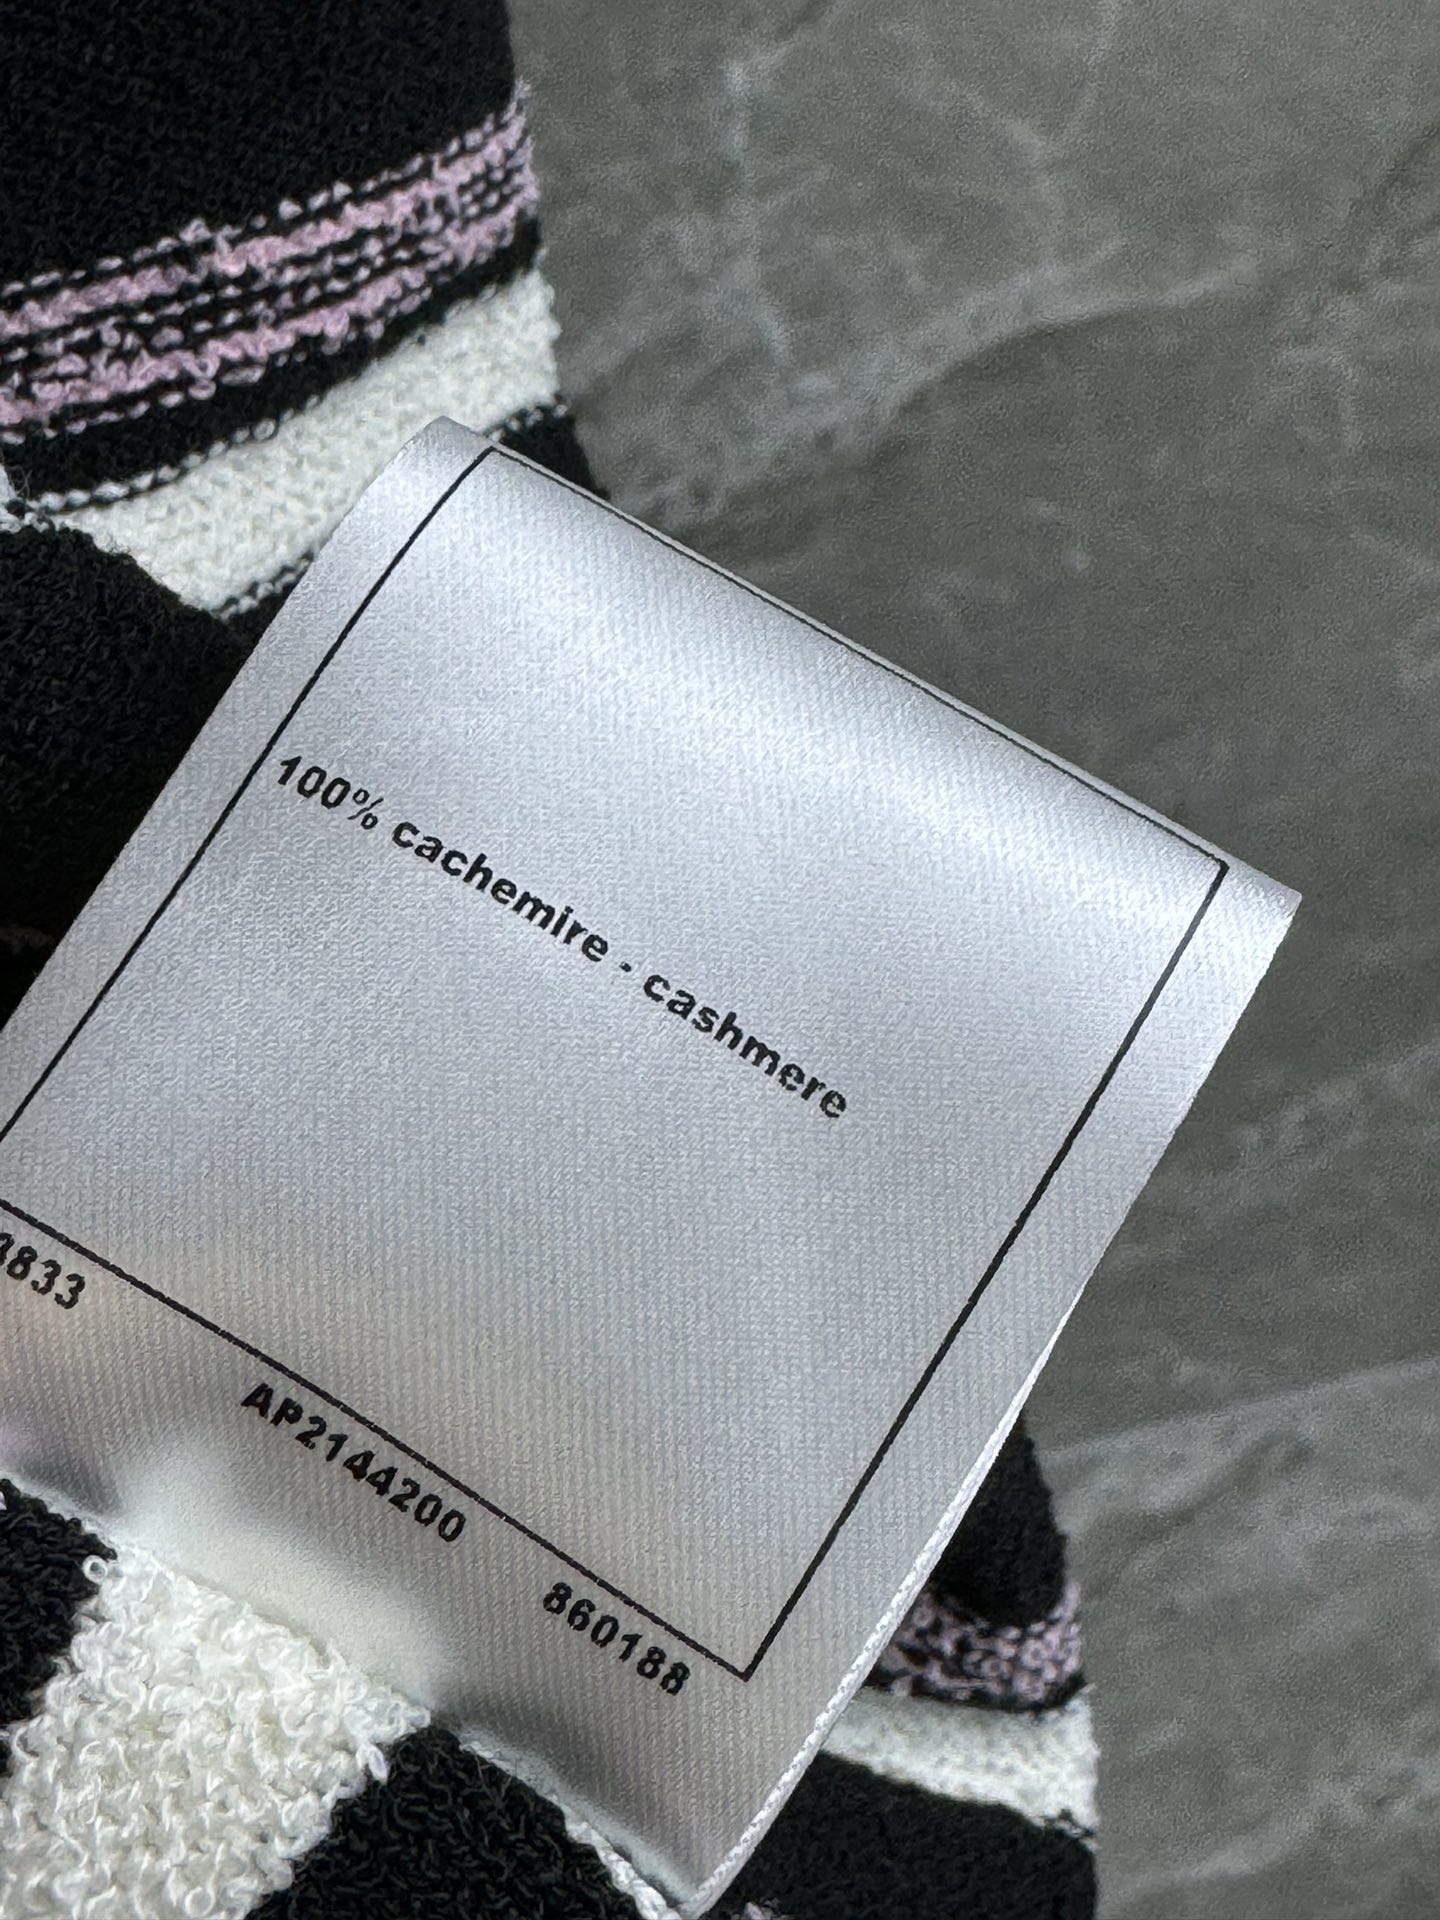 100% cachemire - cashmere
3833
AP2144200
860188